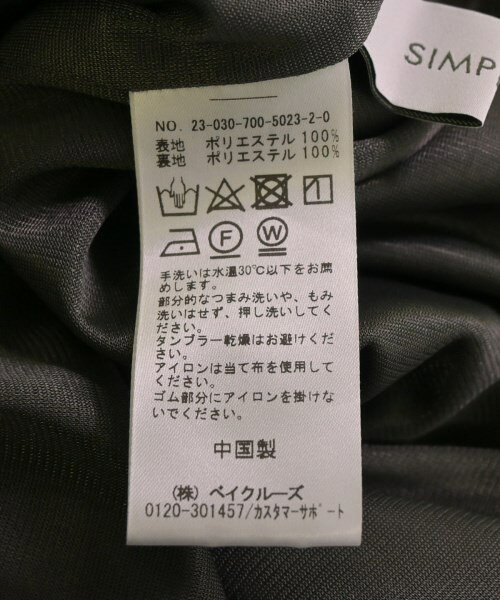 SIMP
NO. 23-030-700-5023-2-0
表地 ポリエステル 100%
裏地 ポリエステル 100%
F W
手洗いは水温30℃以下をお薦
めします。
部分的なつまみ洗いや、もみ
洗いはせず、押し洗いしてく
ださい。
タンブラー乾燥はお避けくだ
さい。
アイロンは当て布を使用して
ください。
ゴム部分にアイロンを掛けな
いでください。
中国製
(株) ベイクルーズ
0120-301457/カスタマーサポート